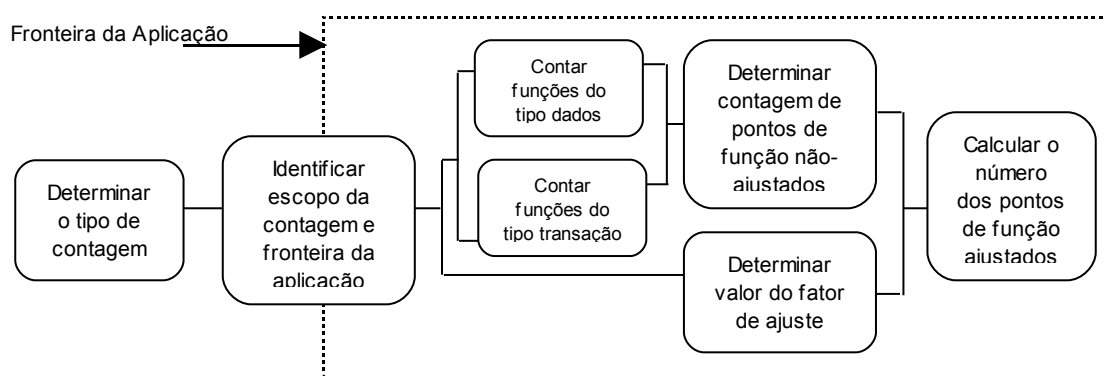 Fronteira da Aplicação
Determinar
o tipo de
contagem
Identificar
escopo da
contagem e
fronteira da
aplicação
Contar
funções do
tipo dados
Contar
funções do
tipo transação
Determinar
contagem de
pontos de
função não-
ajustados
Determinar
valor do fator
de ajuste
Calcular o
número
dos pontos
de função
ajustados